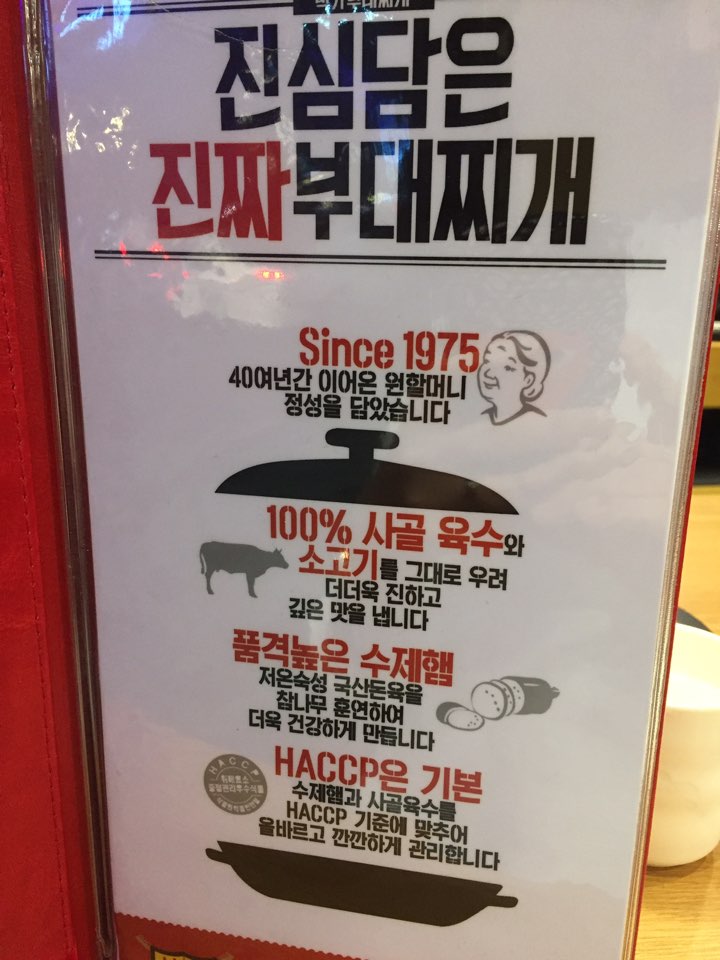 진심담은
진짜부대찌개
Since 1975
40여년간 이어온 원할머니
정성을 담았습니다
100% 사골 육수와
소고기를 그대로 우려
더더욱 진하고
깊은 맛을 냅니다
품격높은 수제햄
저온숙성 국산돈육을
참나무 훈연하여
더욱 건강하게 만듭니다
HACCP
HACCP은 기본
수제햄과 사골육수를
HACCP 기준에 맞추어
올바르고 깐깐하게 관리합니다